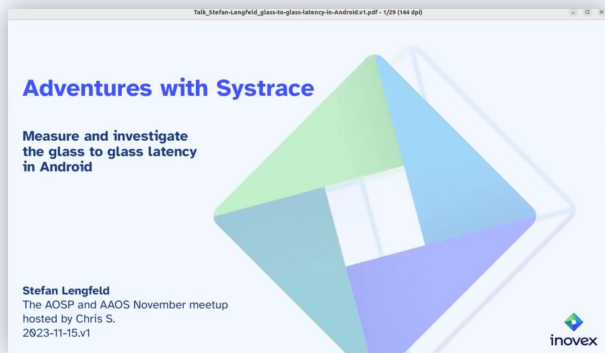 Talk_Stefan-Lengfeld_glass-to-glass-latency-in-Android.v1.pdf - 1/29 (144 dpi)
Adventures with Systrace
Measure and investigate
the glass to glass latency
in Android
Stefan Lengfeld
The AOSP and AAOS November meetup
hosted by Chris S.
2023-11-15.v1
inovex